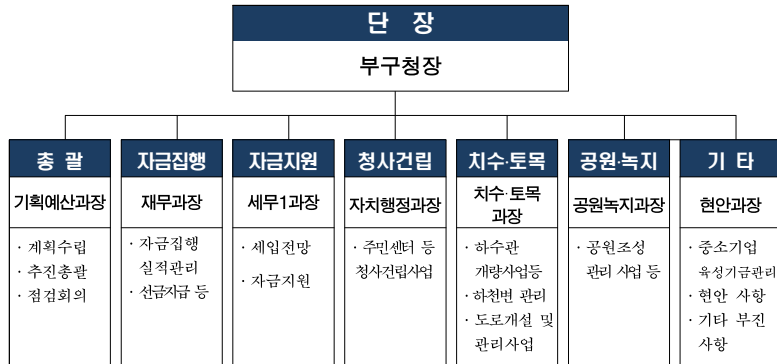 단 장
부구청장
총 괄
기획예산과장
· 계획수립
· 추진총괄
· 점검회의
자금집행
재무과장
· 자금집행
실적관리
· 선금지급 등
자금지원
세무1과장
· 세입전망
· 자금지원
청사건립
자치행정과장
· 주민센터 등
청사건립사업
치수·토목
치수·토목
과장
· 하수관
개량사업등
· 하천변 관리
· 도로개설 및
관리사업
공원·녹지
공원녹지과장
· 공원조성
관리 사업 등
기 타
현안과장
· 중소기업
육성기금관리
· 현안 사항
· 기타 부진
사항